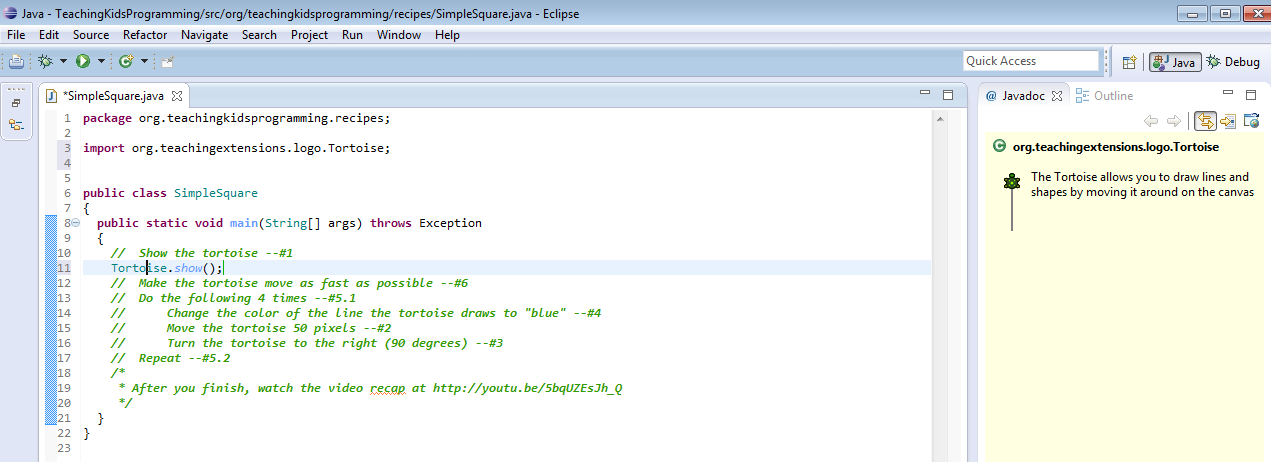 Java - TeachingKidsProgramming/src/org/teachingkidsprogramming/recipes/SimpleSquare.java - Eclipse
File Edit Source Refactor Navigate Search Project Run Window Help
Quick Access
Java
Debug
*SimpleSquare.java
1 package org.teachingkidsprogramming.recipes;
2
3 import org.teachingextensions.logo.Tortoise;
4
5
6 public class SimpleSquare
7 {
8 public static void main(String[] args) throws Exception
9 {
10 // Show the tortoise --#1
11 Tortoise.show();
12 // Make the tortoise move as fast as possible --#6
13 // Do the following 4 times --#5.1
14 // Change the color of the line the tortoise draws to "blue" --#4
15 // Move the tortoise 50 pixels --#2
16 // Turn the tortoise to the right (90 degrees) --#3
17 // Repeat --#5.2
18 /*
19 * After you finish, watch the video recap at http://youtu.be/5bqUZEsJh_Q
20 */
21 }
22 }
23
@ Javadoc
Outline
org.teachingextensions.logo.Tortoise
The Tortoise allows you to draw lines and
shapes by moving it around on the canvas